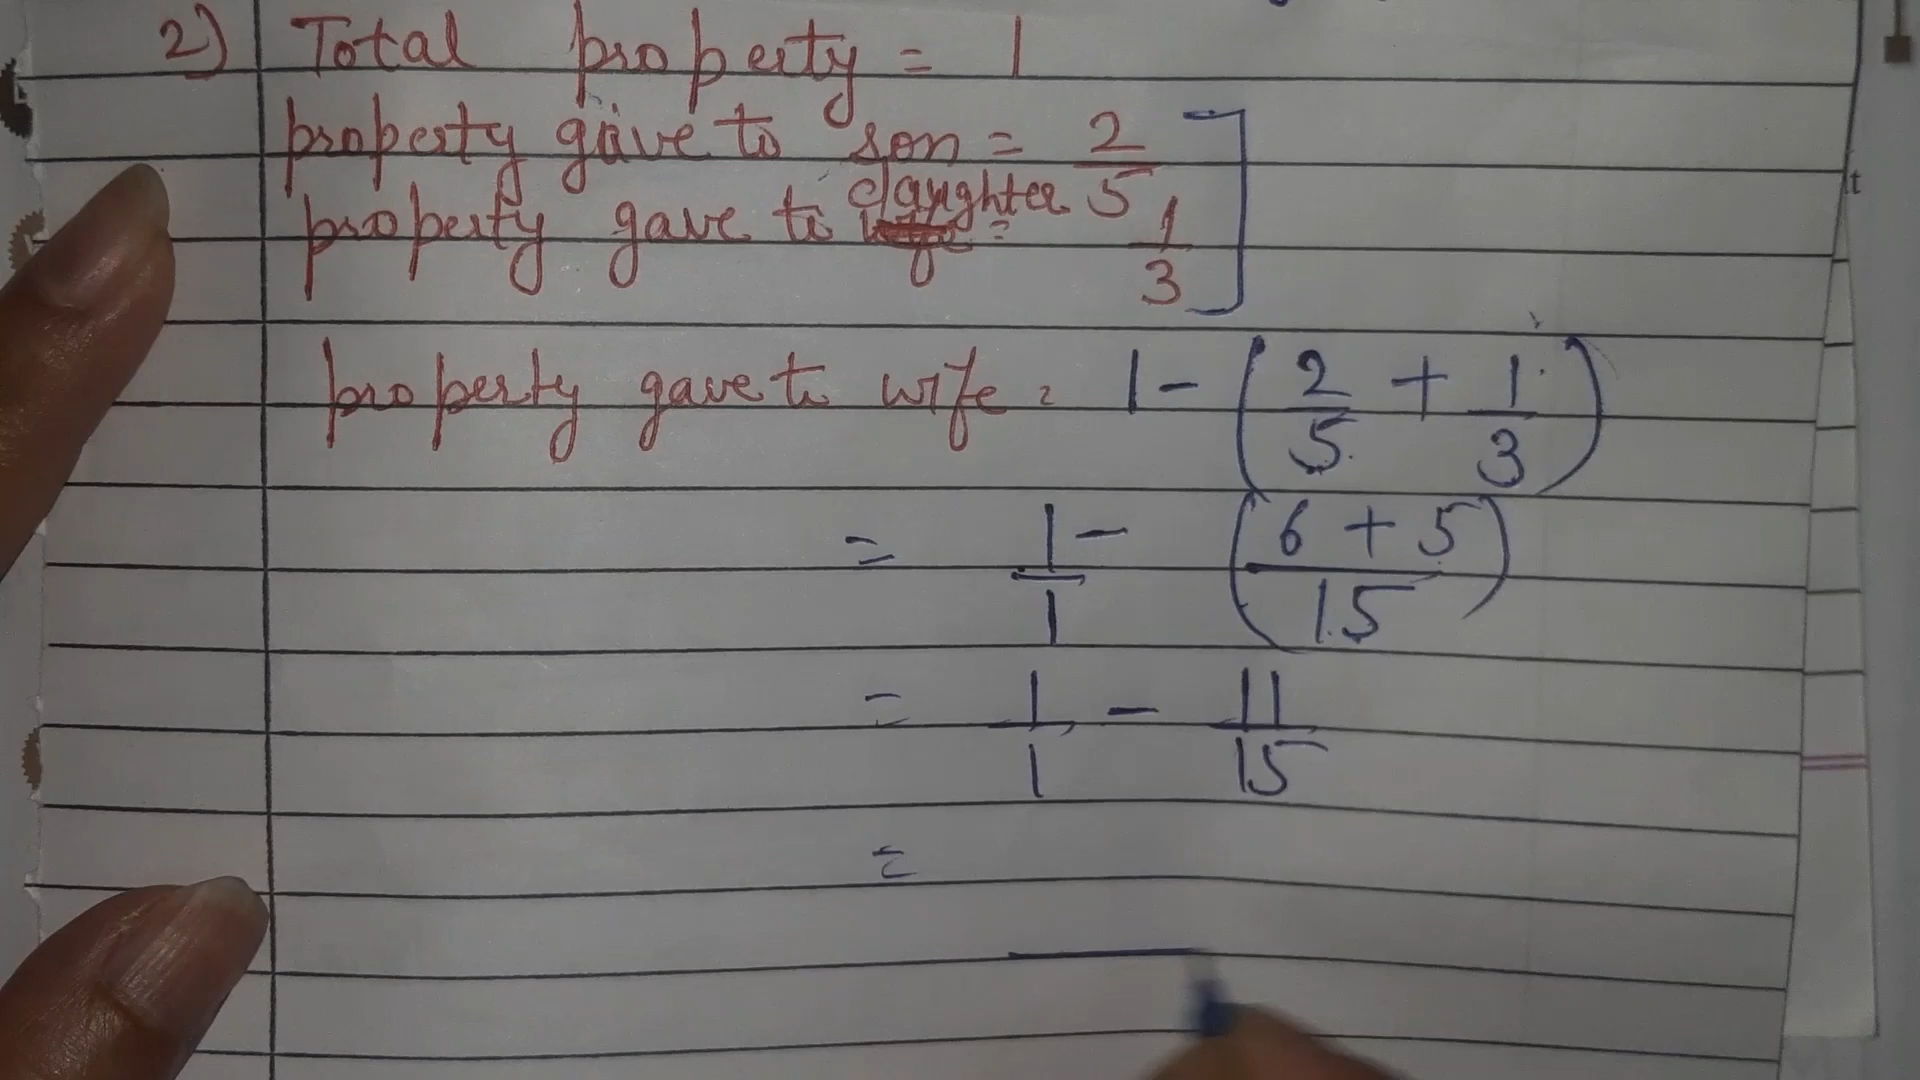 2) Total property = 1
property gave to son = 2/5
property gave to daughter = 1/3
property gave to wife = 1 - (2/5 + 1/3)
= 1/1 - (6 + 5/15)
= 1/1 - 11/15
=